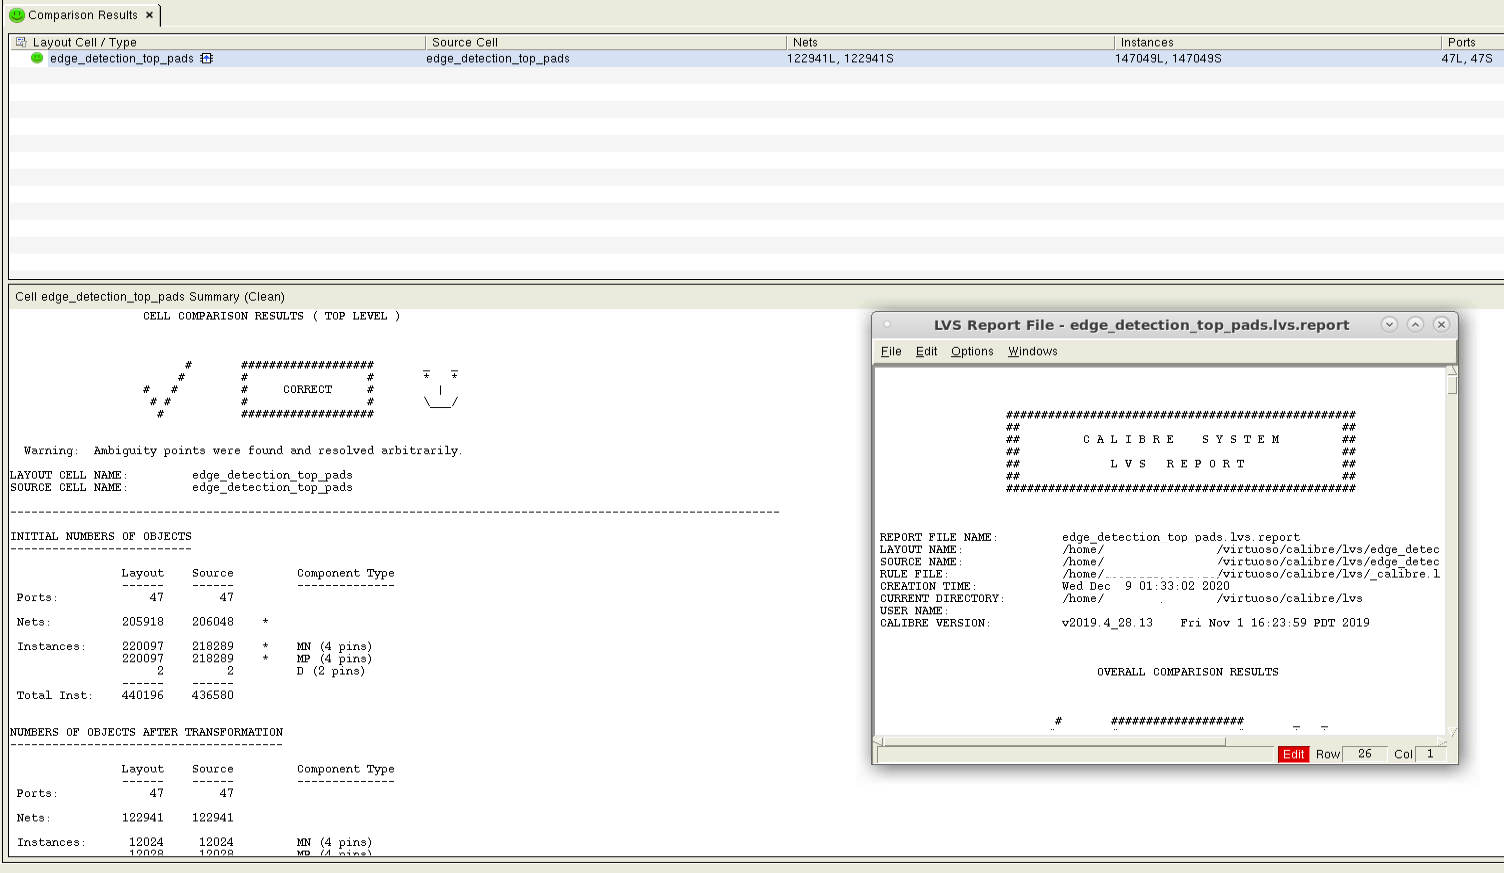 Comparison Results ×
Layout Cell / Type Source Cell Nets Instances Ports
edge_detection_top_pads edge_detection_top_pads 122941L, 122941S 147049L, 147049S 47L, 47S
Cell edge_detection_top_pads Summary (Clean)
CELL COMPARISON RESULTS ( TOP LEVEL )
# ################### _ _
# # # * *
# # # CORRECT # |
# # # # \___/
# ###################
Warning: Ambiguity points were found and resolved arbitrarily.
LAYOUT CELL NAME: edge_detection_top_pads
SOURCE CELL NAME: edge_detection_top_pads
--------------------------------------------------------------------------------------------------------------
INITIAL NUMBERS OF OBJECTS
--------------------------
Layout Source Component Type
------ ------ --------------
Ports: 47 47
Nets: 205918 206048 *
Instances: 220097 218289 * MN (4 pins)
220097 218289 * MP (4 pins)
2 2 D (2 pins)
------ ------
Total Inst: 440196 436580
NUMBERS OF OBJECTS AFTER TRANSFORMATION
---------------------------------------
Layout Source Component Type
------ ------ --------------
Ports: 47 47
Nets: 122941 122941
Instances: 12024 12024 MN (4 pins)
12028 12028 MP (4 pins)
LVS Report File - edge_detection_top_pads.lvs.report
File Edit Options Windows
##################################################
## ##
## C A L I B R E S Y S T E M ##
## ##
## L V S R E P O R T ##
## ##
##################################################
REPORT FILE NAME: edge_detection_top_pads.lvs.report
LAYOUT NAME: /home/ /virtuoso/calibre/lvs/edge_detec
SOURCE NAME: /home/ /virtuoso/calibre/lvs/edge_detec
RULE FILE: /home/ /virtuoso/calibre/lvs/_calibre.l
CREATION TIME: Wed Dec 9 01:33:02 2020
CURRENT DIRECTORY: /home/ /virtuoso/calibre/lvs
USER NAME:
CALIBRE VERSION: v2019.4_28.13 Fri Nov 1 16:23:59 PDT 2019
OVERALL COMPARISON RESULTS
# ################### _ _
Edit Row 26 Col 1